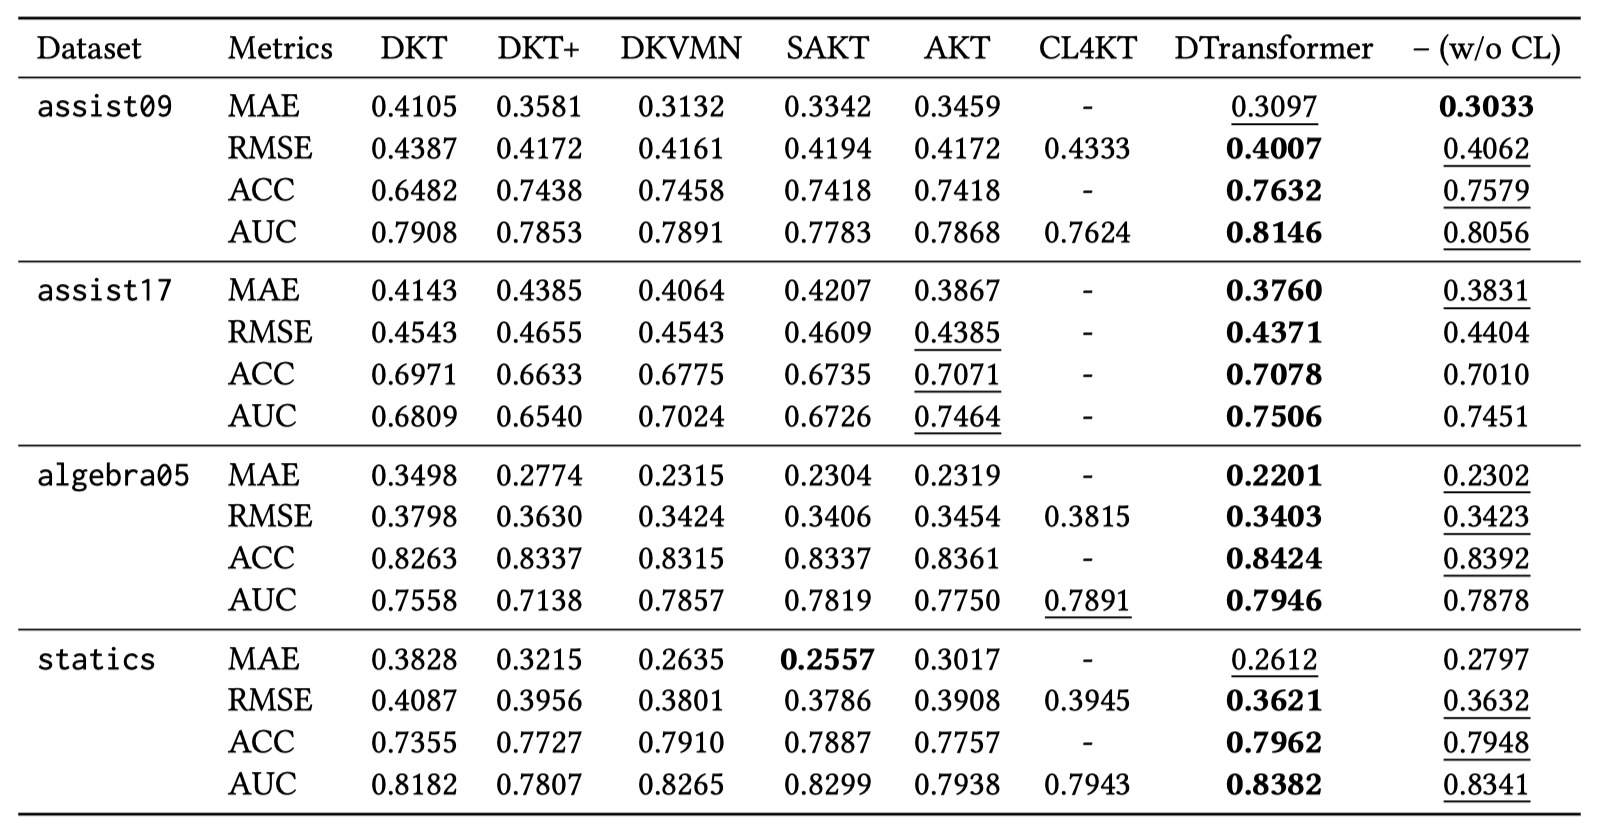 Dataset Metrics DKT DKT+ DKVMN SAKT AKT CL4KT DTransformer – (w/o CL)
assist09 MAE 0.4105 0.3581 0.3132 0.3342 0.3459 - 0.3097 0.3033
RMSE 0.4387 0.4172 0.4161 0.4194 0.4172 0.4333 0.4007 0.4062
ACC 0.6482 0.7438 0.7458 0.7418 0.7418 - 0.7632 0.7579
AUC 0.7908 0.7853 0.7891 0.7783 0.7868 0.7624 0.8146 0.8056
assist17 MAE 0.4143 0.4385 0.4064 0.4207 0.3867 - 0.3760 0.3831
RMSE 0.4543 0.4655 0.4543 0.4609 0.4385 - 0.4371 0.4404
ACC 0.6971 0.6633 0.6775 0.6735 0.7071 - 0.7078 0.7010
AUC 0.6809 0.6540 0.7024 0.6726 0.7464 - 0.7506 0.7451
algebra05 MAE 0.3498 0.2774 0.2315 0.2304 0.2319 - 0.2201 0.2302
RMSE 0.3798 0.3630 0.3424 0.3406 0.3454 0.3815 0.3403 0.3423
ACC 0.8263 0.8337 0.8315 0.8337 0.8361 - 0.8424 0.8392
AUC 0.7558 0.7138 0.7857 0.7819 0.7750 0.7891 0.7946 0.7878
statics MAE 0.3828 0.3215 0.2635 0.2557 0.3017 - 0.2612 0.2797
RMSE 0.4087 0.3956 0.3801 0.3786 0.3908 0.3945 0.3621 0.3632
ACC 0.7355 0.7727 0.7910 0.7887 0.7757 - 0.7962 0.7948
AUC 0.8182 0.7807 0.8265 0.8299 0.7938 0.7943 0.8382 0.8341